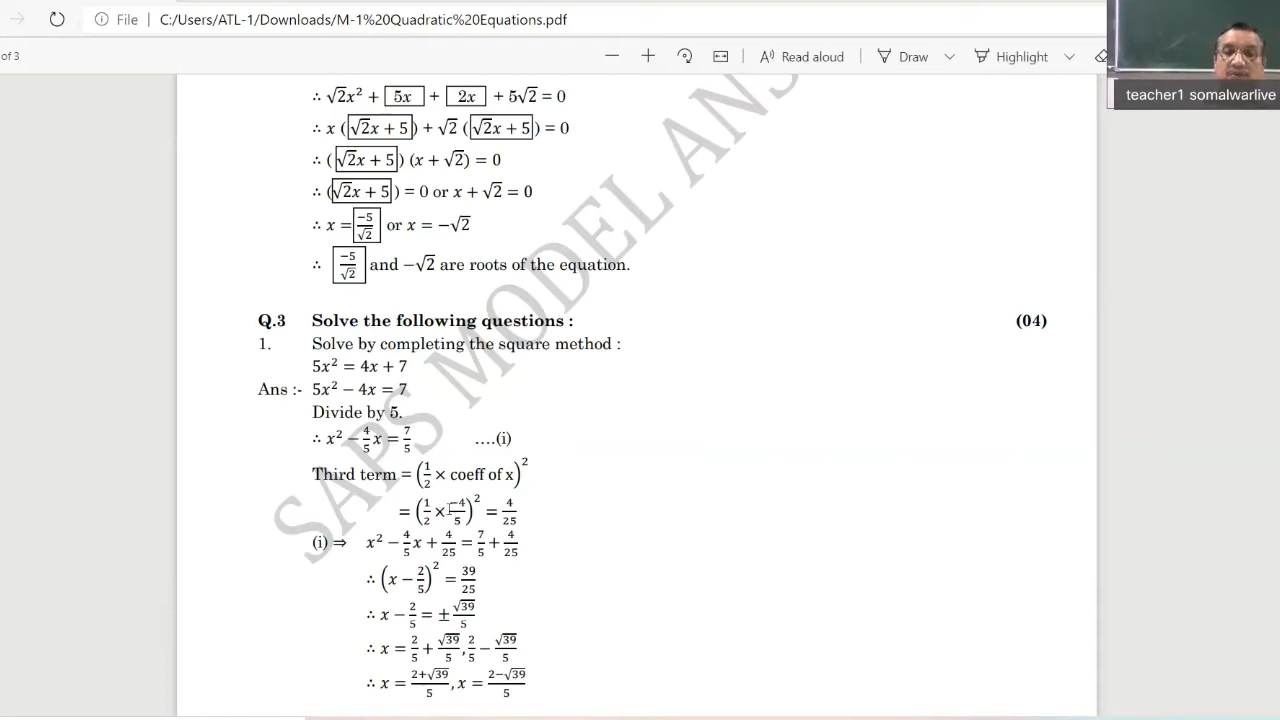 File C:/Users/ATL-1/Downloads/M-1%20Quadratic%20Equations.pdf
of 3
Read aloud Draw Highlight
teacher1 somalwarlive
∴ √2x² + 5x + 2x + 5√2 = 0
∴ x (√2x + 5) + √2 (√2x + 5) = 0
∴ (√2x + 5) (x + √2) = 0
∴ (√2x + 5) = 0 or x + √2 = 0
∴ x = −5/√2 or x = −√2
∴ −5/√2 and −√2 are roots of the equation.
Q.3 Solve the following questions : (04)
1. Solve by completing the square method :
5x² = 4x + 7
Ans :- 5x² − 4x = 7
Divide by 5.
∴ x² − 4/5 x = 7/5 ....(i)
Third term = (1/2 × coeff of x)²
= (1/2 × −4/5)² = 4/25
(i) ⇒ x² − 4/5 x + 4/25 = 7/5 + 4/25
∴ (x − 2/5)² = 39/25
∴ x − 2/5 = ± √39/5
∴ x = 2/5 + √39/5 , 2/5 − √39/5
∴ x = 2+√39/5 , x = 2−√39/5
SAPS MODEL ANS